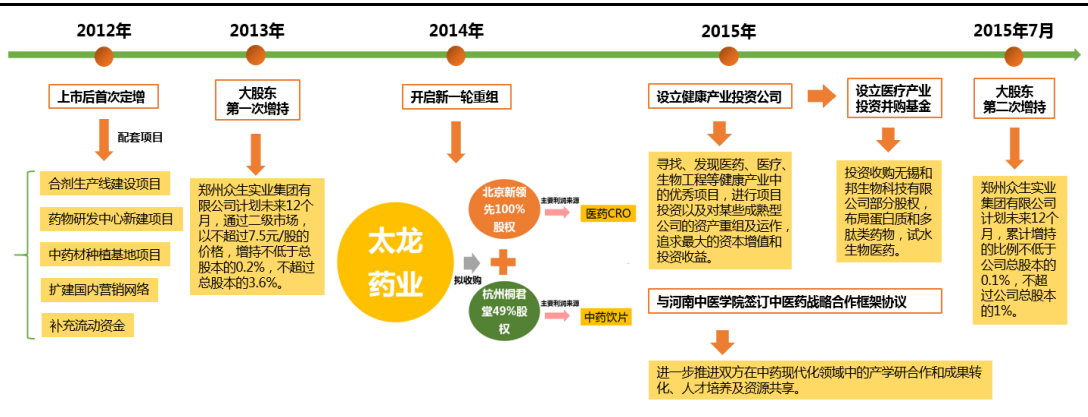 2012年
2013年
2014年
2015年
2015年7月
上市后首次定增
配套项目
合剂生产线建设项目
药物研发中心新建项目
中药材种植基地项目
扩建国内营销网络
补充流动资金
大股东
第一次增持
郑州众生实业集团有
限公司计划未来12个
月，通过二级市场，
以不超过7.5元/股的
价格，增持不低于总
股本的0.2%，不超过
总股本的3.6%。
开启新一轮重组
太龙
药业
拟收购
北京新领
先100%
股权
主要利润来源
医药CRO
杭州桐君
堂49%股
权
主要利润来源
中药饮片
设立健康产业投资公司
寻找、发现医药、医疗、
生物工程等健康产业中
的优秀项目，进行项目
投资以及对某些成熟型
公司的资产重组及运作，
追求最大的资本增值和
投资收益。
设立医疗产业
投资并购基金
投资收购无锡和
邦生物科技有限
公司部分股权，
布局蛋白质和多
肽类药物，试水
生物医药。
与河南中医学院签订中医药战略合作框架协议
进一步推进双方在中药现代化领域中的产学研合作和成果转
化、人才培养及资源共享。
大股东
第二次增持
郑州众生实业
集团有限公司
计划未来12个
月，累计增持
的比例不低于
公司总股本的
0.1%，不超
过公司总股本
的1%。